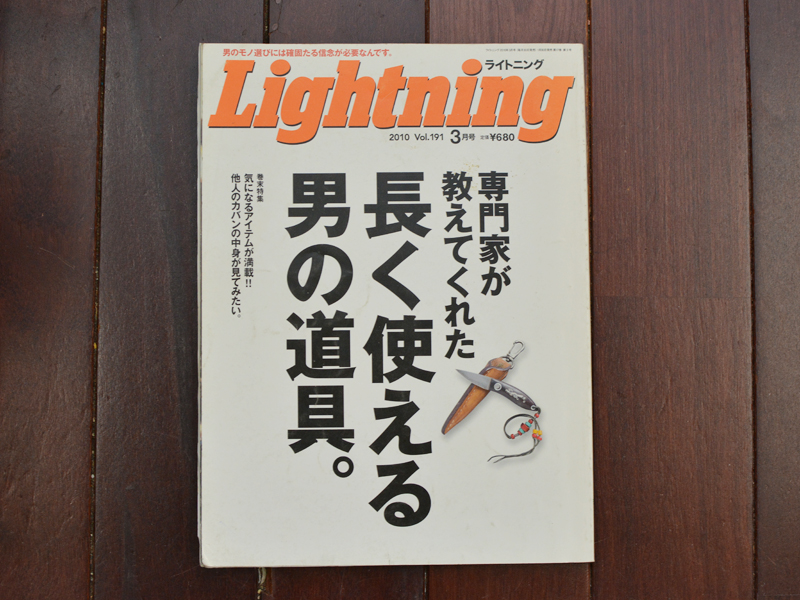 男のモノ選びには確固たる信念が必要なんです。
ライトニング
Lightning
2010 Vol.191 3月号 定価¥680
専門家が
教えてくれた
長く使える
男の道具。
巻末特集
気になるアイテムが満載!!
他人のカバンの中身が見てみたい。